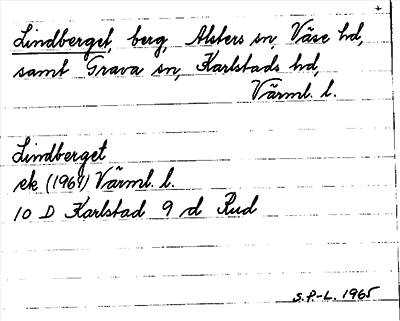 Lindberget, berg, Alsters sn, Väse hd,
samt Grava sn, Karlstads hd,
Värml. l.
Lindberget
ek (1961) Värml. l.
10 D Karlstad 9 d Rud
S.P-L. 1965